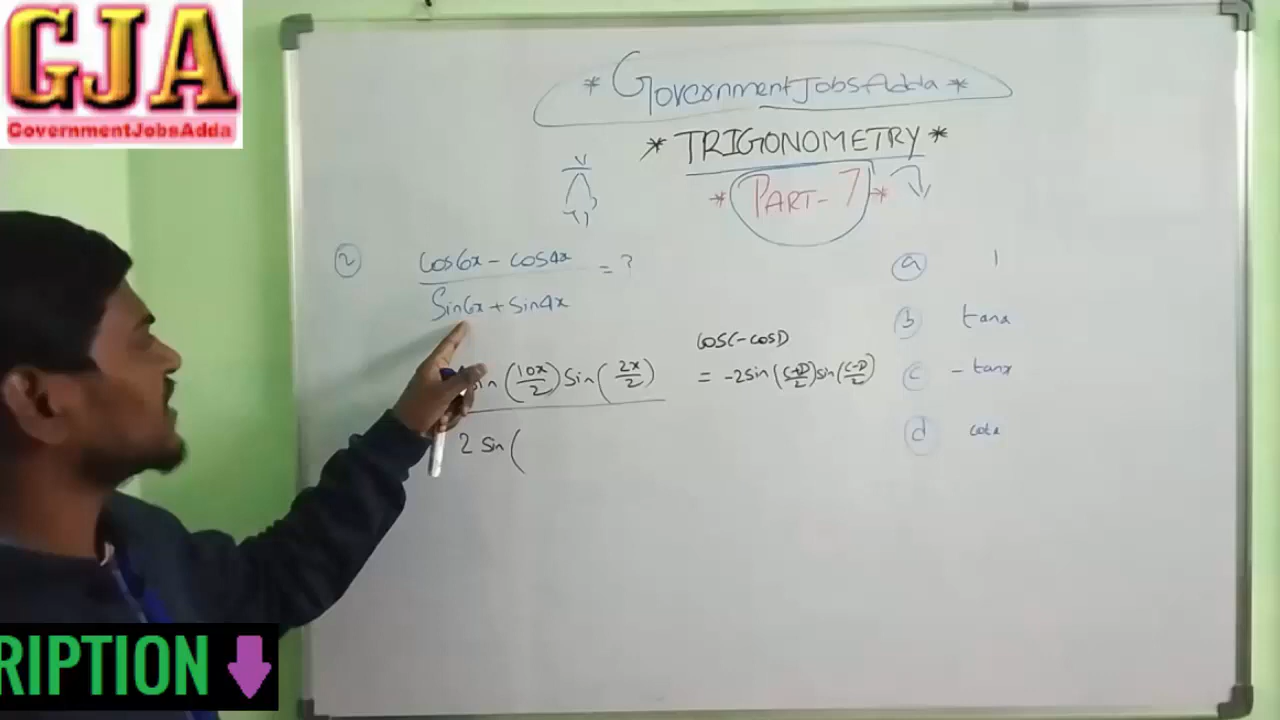 GJA
GovernmentJobsAdda
* GovernmentJobsAdda *
* TRIGONOMETRY *
* PART-7 *
2 cos6x - cos4x = ?
Sin6x + sin4x
a 1
b tanx
c - tanx
d cotx
cosC - cosD
= -2sin(C+D/2)sin(C-D/2)
sin(10x/2) Sin(2x/2)
2 sin(
RIPTION